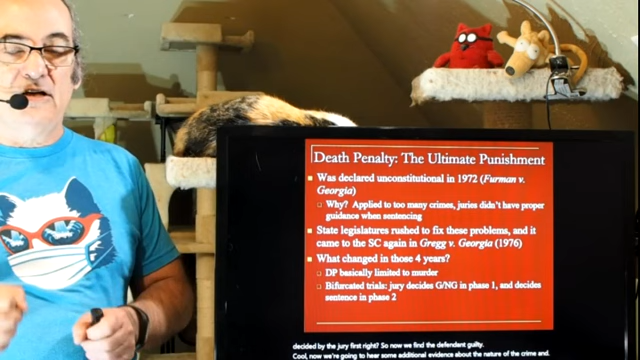 Death Penalty: The Ultimate Punishment
Was declared unconstitutional in 1972 (Furman v.
Georgia)
Why? Applied to too many crimes, juries didn't have proper
guidance when sentencing
State legislatures rushed to fix these problems, and it
came to the SC again in Gregg v. Georgia (1976)
What changed in those 4 years?
DP basically limited to murder
Bifurcated trials: jury decides G/NG in phase 1, and decides
sentence in phase 2
decided by the jury first right? So now we find the defendent guilty.
Cool, now we're going to hear some additional evidence about the nature of the crime and.